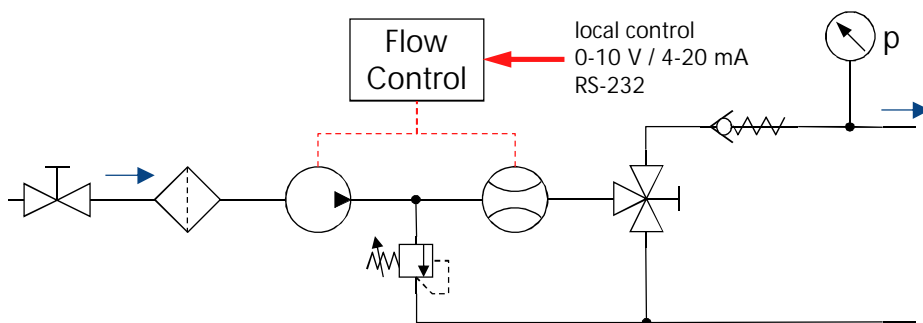 Flow
Control
local control
0-10 V / 4-20 mA
RS-232
p